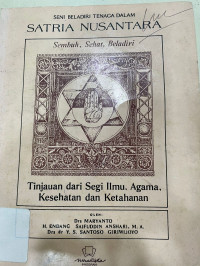 SENI BELADIRI TENAGA DALAM
SATRIA NUSANTARA
Sembuh, Sehat, Beladiri
Tinjauan dari Segi Ilmu, Agama,
Kesehatan dan Ketahanan
OLEH:
Drs MARYANTO
H. ENDANG SAIFUDDIN ANSHARI, M. A.
Dra dr Y. S. SANTOSO GIRIWIJOYO